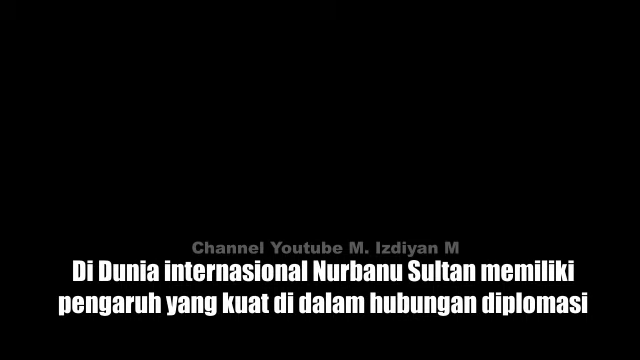 Channel Youtube M. Izdiyan M
Di Dunia internasional Nurbanu Sultan memiliki
pengaruh yang kuat di dalam hubungan diplomasi